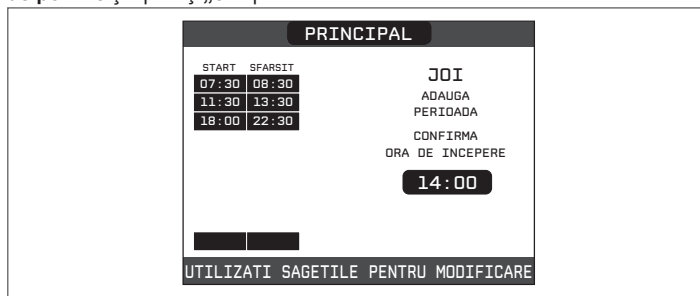 PRINCIPAL
START SFARSIT
07:30 08:30
11:30 13:30
18:00 22:30
JOI
ADAUGA
PERIOADA
CONFIRMA
ORA DE INCEPERE
14:00
UTILIZATI SAGETILE PENTRU MODIFICARE